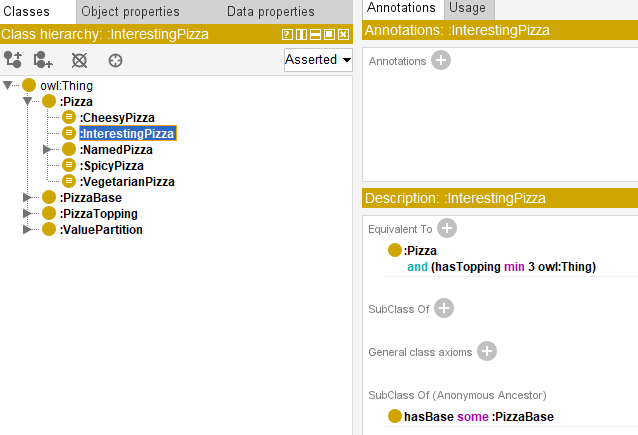 Classes
Object properties
Data properties
Class hierarchy: :InterestingPizza
Asserted
owl:Thing
:Pizza
:CheesyPizza
:InterestingPizza
:NamedPizza
:SpicyPizza
:VegetarianPizza
:PizzaBase
:PizzaTopping
:ValuePartition
Annotations
Usage
Annotations: :InterestingPizza
Annotations
Description: :InterestingPizza
Equivalent To
:Pizza
and (hasTopping min 3 owl:Thing)
SubClass Of
General class axioms
SubClass Of (Anonymous Ancestor)
hasBase some :PizzaBase